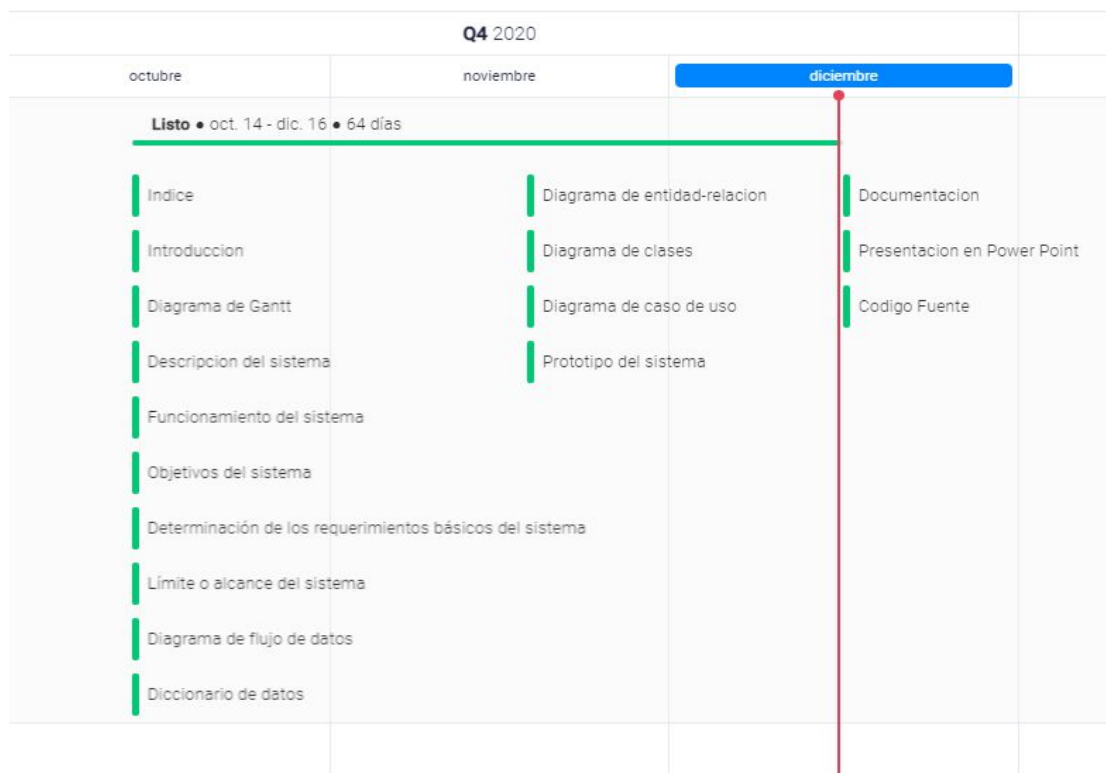 Q4 2020
octubre
noviembre
diciembre
Listo • oct. 14 - dic. 16 • 64 días
Indice
Introduccion
Diagrama de Gantt
Descripcion del sistema
Funcionamiento del sistema
Objetivos del sistema
Determinación de los requerimientos básicos del sistema
Límite o alcance del sistema
Diagrama de flujo de datos
Diccionario de datos
Diagrama de entidad-relacion
Diagrama de clases
Diagrama de caso de uso
Prototipo del sistema
Documentacion
Presentacion en Power Point
Codigo Fuente